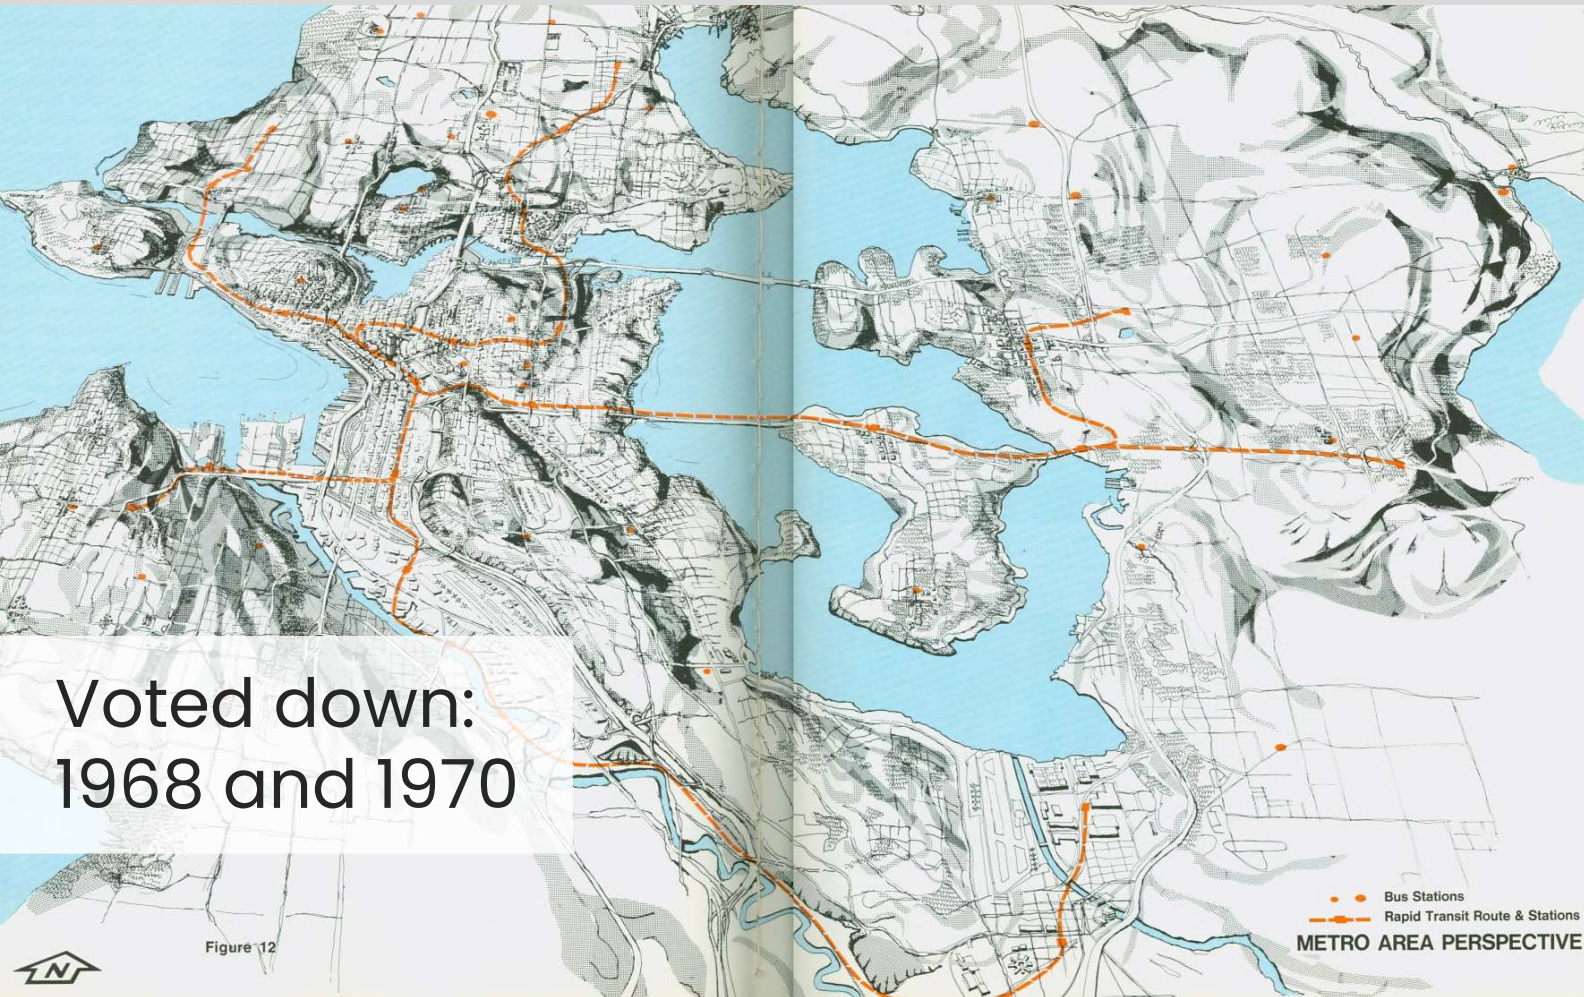 Voted down:
1968 and 1970
Bus Stations
Rapid Transit Route & Stations
METRO AREA PERSPECTIVE
Figure 12
N